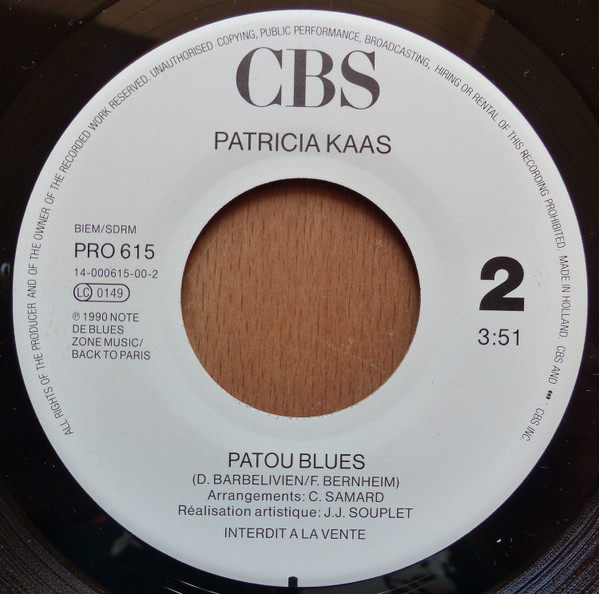 ALL RIGHTS OF THE PRODUCER AND OF THE OWNER OF THE RECORDED WORK RESERVED. UNAUTHORISED COPYING, PUBLIC PERFORMANCE, BROADCASTING, HIRING OR RENTAL OF THIS RECORDING PROHIBITED. MADE IN HOLLAND. CBS AND CBS INC.
CBS
PATRICIA KAAS
BIEM/SDRM
PRO 615
14-000615-00-2
LC 0149
℗ 1990 NOTE
DE BLUES
ZONE MUSIC/
BACK TO PARIS
2
3:51
PATOU BLUES
(D. BARBELIVIEN/F. BERNHEIM)
Arrangements: C. SAMARD
Réalisation artistique: J.J. SOUPLET
INTERDIT A LA VENTE